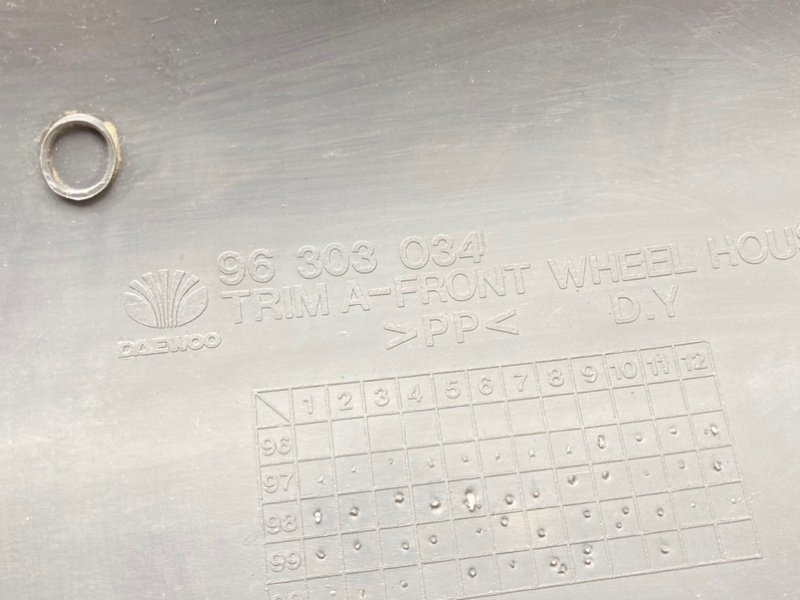 96 303 034
TRIM A-FRONT WHEEL HOU
>PP< D.Y
DAEWOO
1 2 3 4 5 6 7 8 9 10 11 12
96
97
98
99